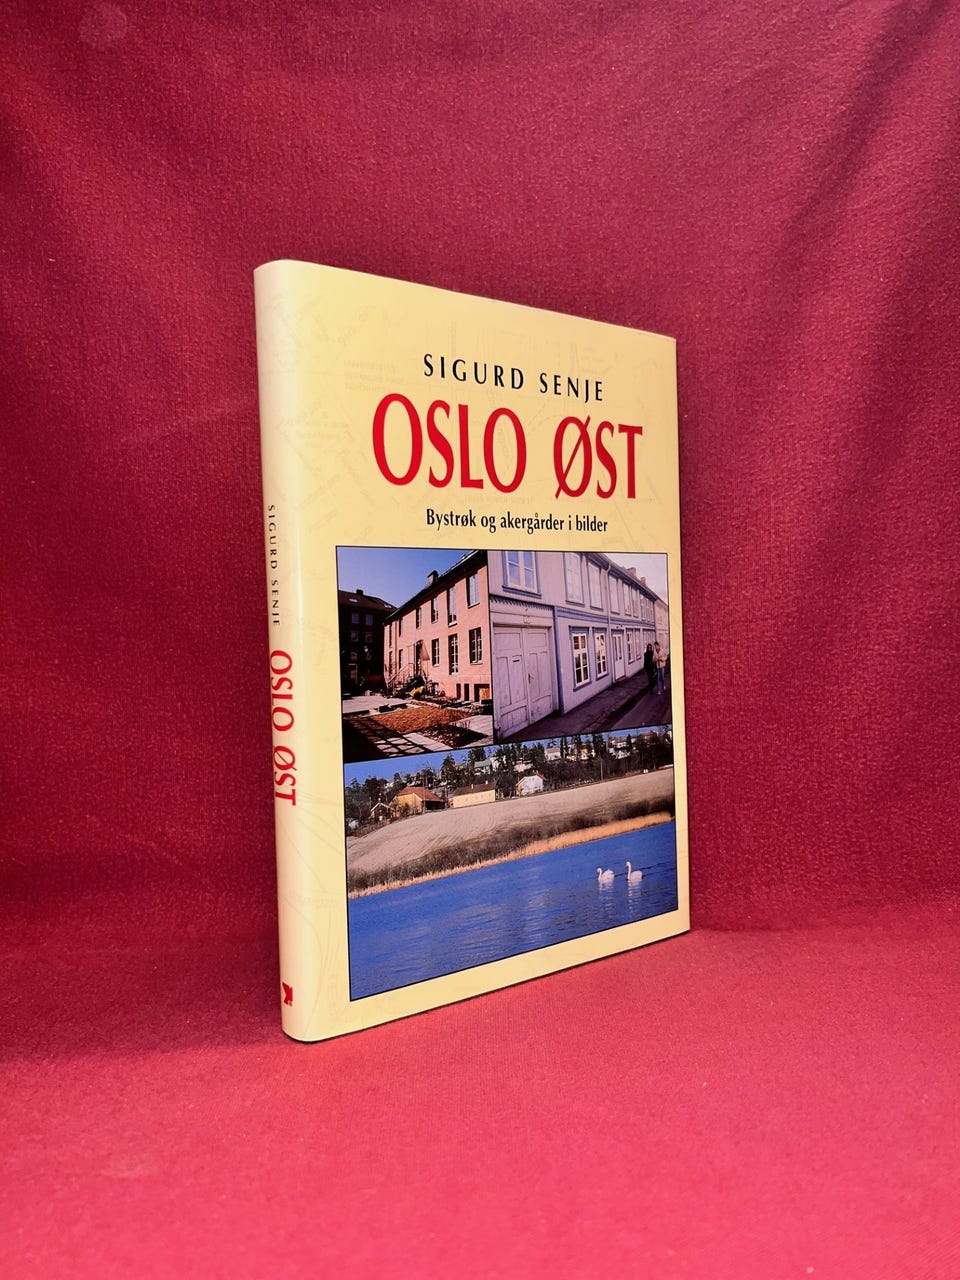 SIGURD SENJE
OSLO ØST
Bystrøk og akergårder i bilder
SIGURD SENJE OSLO ØST